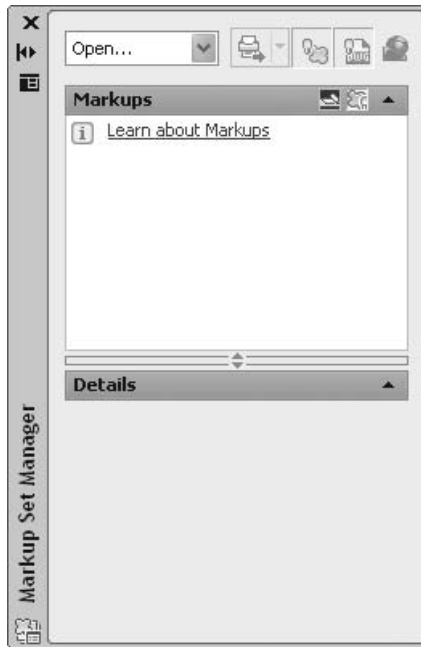 Open...
Markups
Learn about Markups
Details
Markup Set Manager